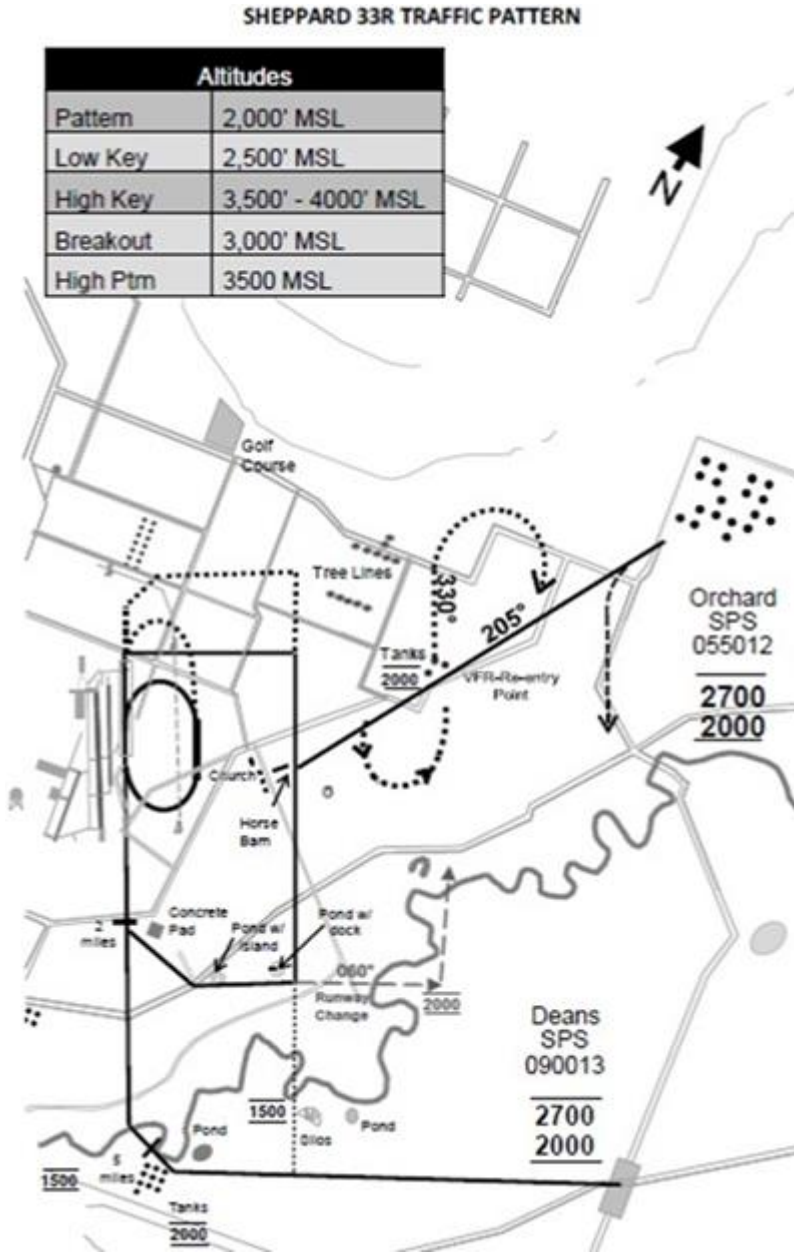 SHEPPARD 33R TRAFFIC PATTERN
Altitudes
Pattern 2,000' MSL
Low Key 2,500' MSL
High Key 3,500' - 4000' MSL
Breakout 3,000' MSL
High Ptrn 3500 MSL
N
Golf
Course
Tree Lines
330°
205°
Tanks
2000
VFR-Re-entry
Point
Orchard
SPS
055012
2700
2000
Church
Horse
Barn
2
miles
Concrete
Pad
Pond w/
island
Pond w/
dock
060°
Runway
Change
2000
Deans
SPS
090013
2700
2000
1500
Silos
Pond
Pond
5
miles
1500
Tanks
2000